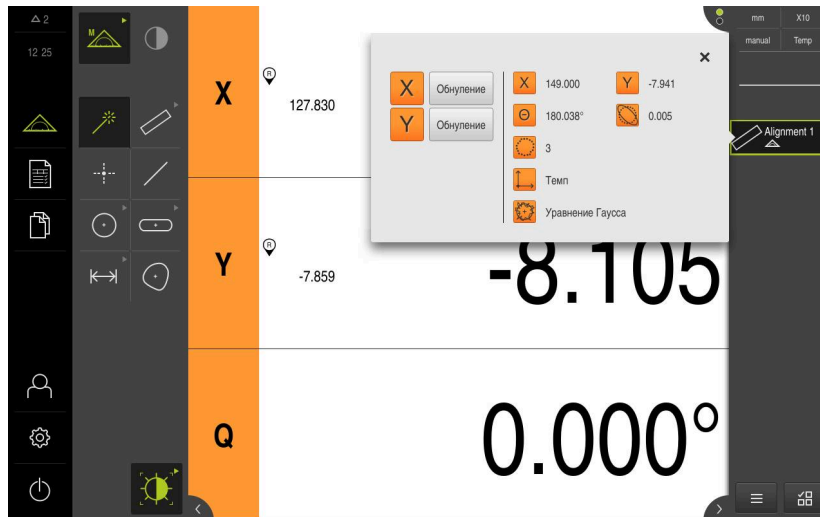 2
12 25
M
mm X10
manual Temp
X
R
127.830
X Обнуление
Y Обнуление
X 149.000 Y -7.941
Θ 180.038° 0.005
3
Темп
Уравнение Гаусса
Alignment 1
Y
R
-7.859
-8.105
Q
0.000°